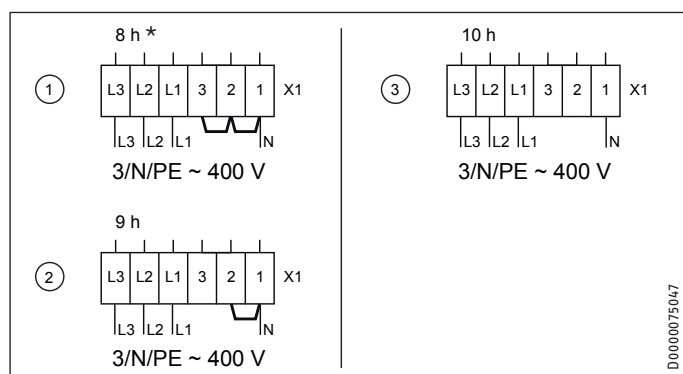 8 h *
1
L3 L2 L1 3 2 1 X1
L3 L2 L1 N
3/N/PE ~ 400 V
9 h
2
L3 L2 L1 3 2 1 X1
L3 L2 L1 N
3/N/PE ~ 400 V
10 h
3
L3 L2 L1 3 2 1 X1
L3 L2 L1 N
3/N/PE ~ 400 V
D0000075047